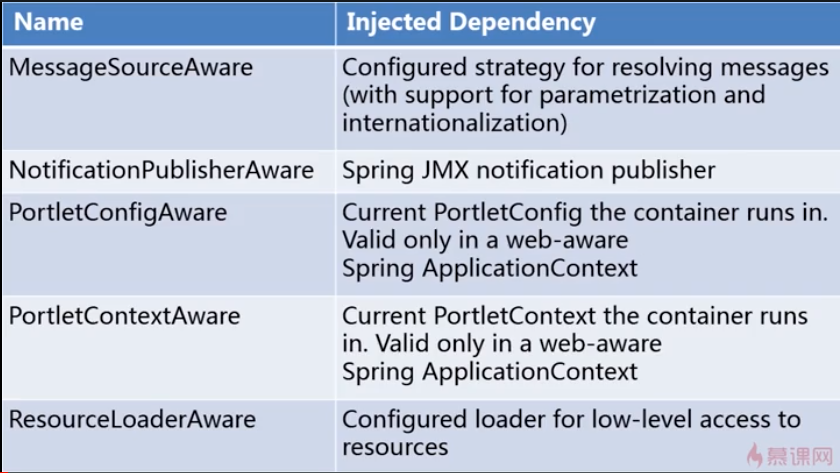 Name
Injected Dependency
MessageSourceAware
Configured strategy for resolving messages
(with support for parametrization and
internationalization)
NotificationPublisherAware
Spring JMX notification publisher
PortletConfigAware
Current PortletConfig the container runs in.
Valid only in a web-aware
Spring ApplicationContext
PortletContextAware
Current PortletContext the container runs
in. Valid only in a web-aware
Spring ApplicationContext
ResourceLoaderAware
Configured loader for low-level access to
resources
慕课网